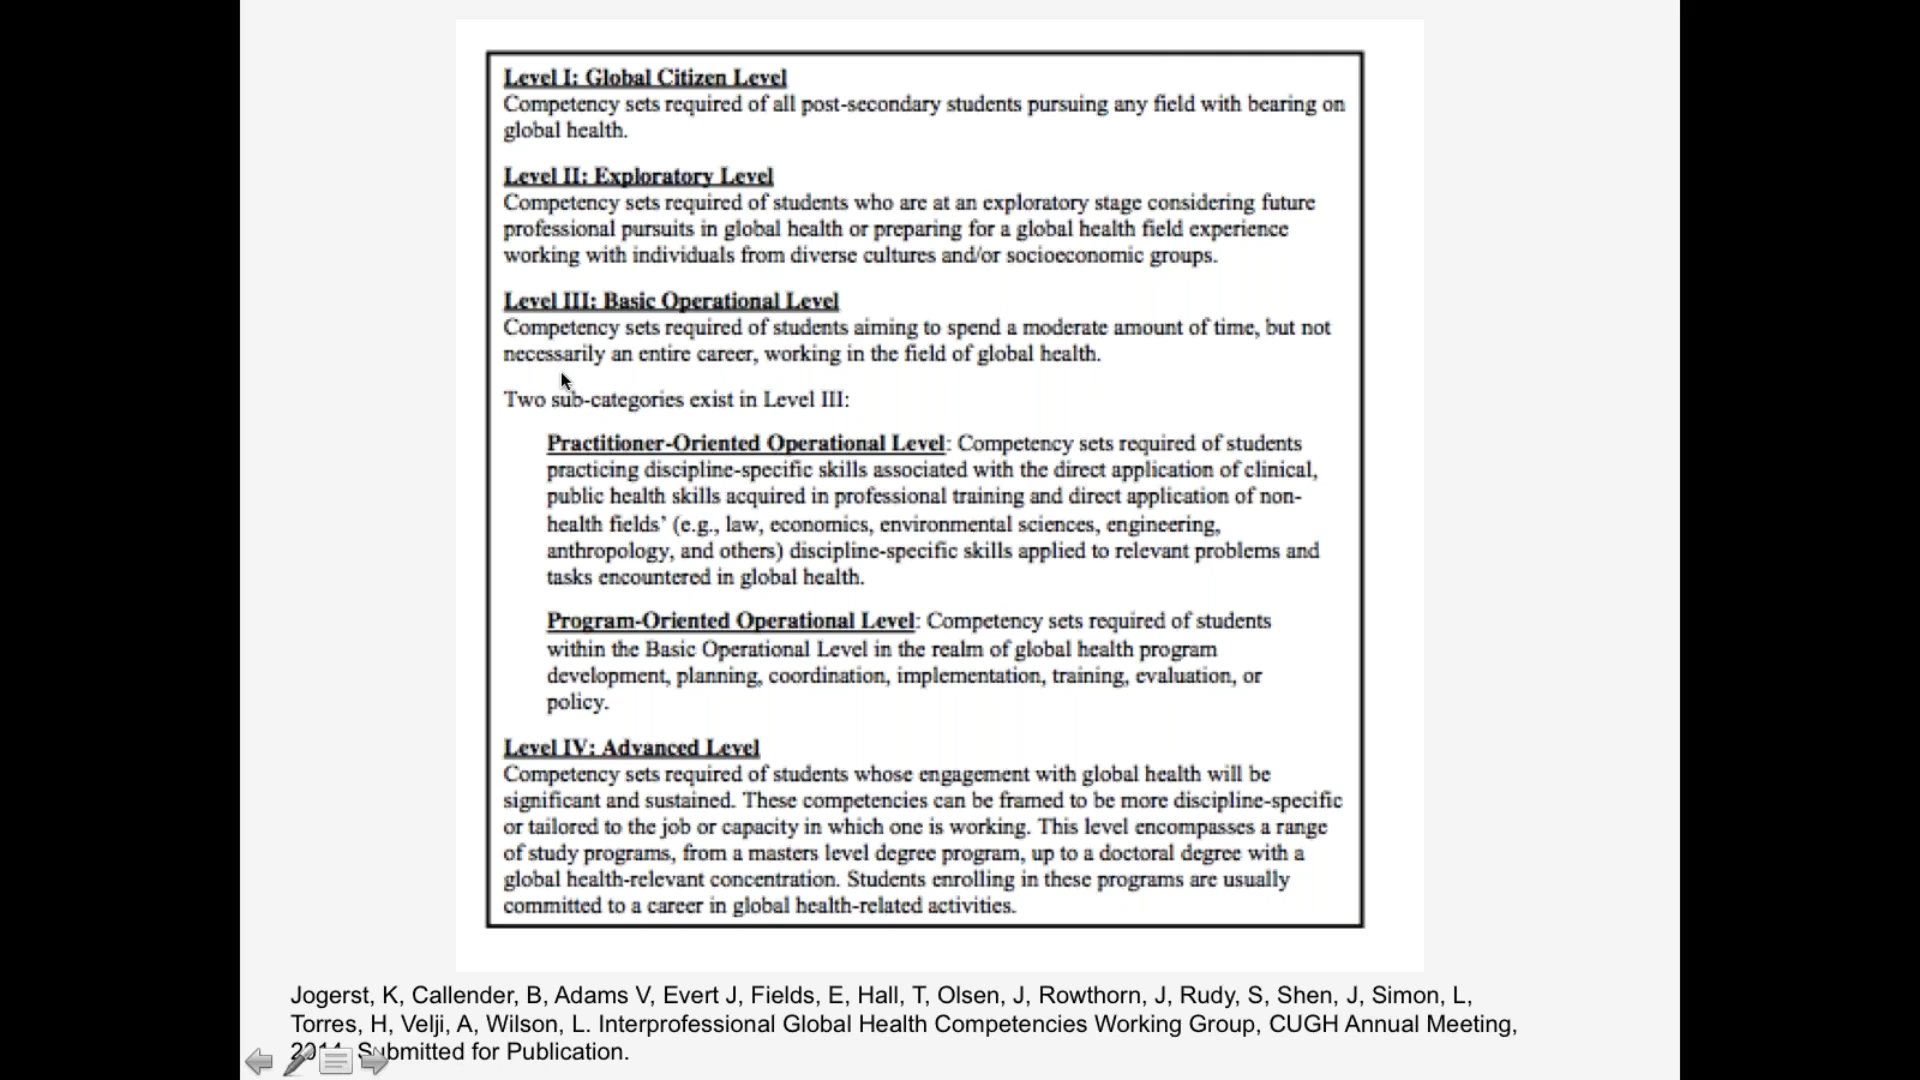 Level I: Global Citizen Level
Competency sets required of all post-secondary students pursuing any field with bearing on
global health.
Level II: Exploratory Level
Competency sets required of students who are at an exploratory stage considering future
professional pursuits in global health or preparing for a global health field experience
working with individuals from diverse cultures and/or socioeconomic groups.
Level III: Basic Operational Level
Competency sets required of students aiming to spend a moderate amount of time, but not
necessarily an entire career, working in the field of global health.
Two sub-categories exist in Level III:
Practitioner-Oriented Operational Level: Competency sets required of students
practicing discipline-specific skills associated with the direct application of clinical,
public health skills acquired in professional training and direct application of non-
health fields’ (e.g., law, economics, environmental sciences, engineering,
anthropology, and others) discipline-specific skills applied to relevant problems and
tasks encountered in global health.
Program-Oriented Operational Level: Competency sets required of students
within the Basic Operational Level in the realm of global health program
development, planning, coordination, implementation, training, evaluation, or
policy.
Level IV: Advanced Level
Competency sets required of students whose engagement with global health will be
significant and sustained. These competencies can be framed to be more discipline-specific
or tailored to the job or capacity in which one is working. This level encompasses a range
of study programs, from a masters level degree program, up to a doctoral degree with a
global health-relevant concentration. Students enrolling in these programs are usually
committed to a career in global health-related activities.
Jogerst, K, Callender, B, Adams V, Evert J, Fields, E, Hall, T, Olsen, J, Rowthorn, J, Rudy, S, Shen, J, Simon, L,
Torres, H, Velji, A, Wilson, L. Interprofessional Global Health Competencies Working Group, CUGH Annual Meeting,
2014. Submitted for Publication.